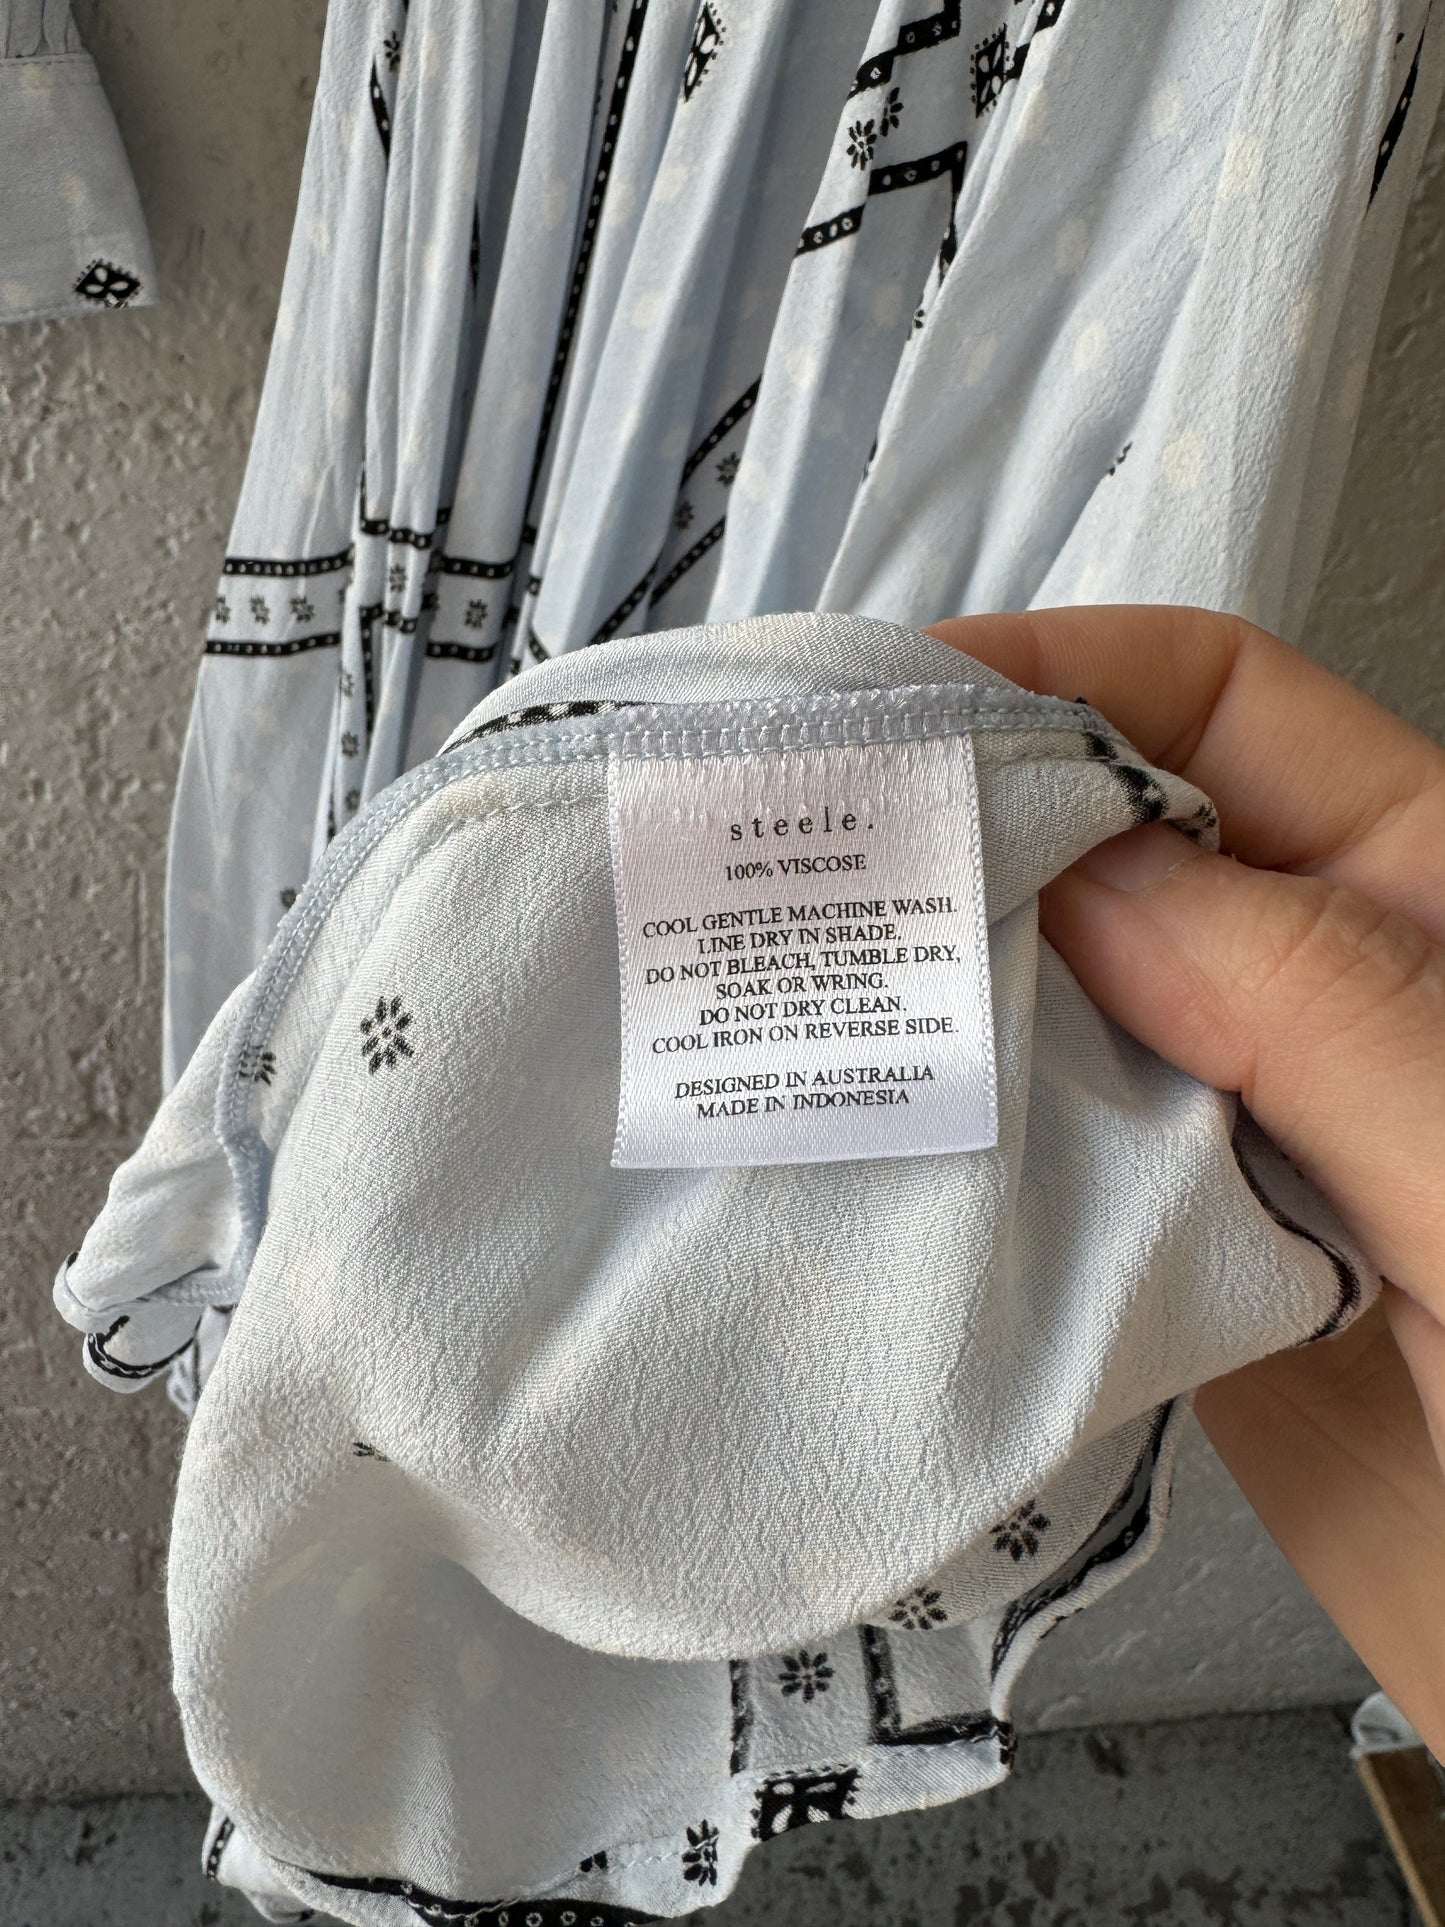 steele.
100% VISCOSE
COOL GENTLE MACHINE WASH.
LINE DRY IN SHADE.
DO NOT BLEACH, TUMBLE DRY,
SOAK OR WRING.
DO NOT DRY CLEAN.
COOL IRON ON REVERSE SIDE.
DESIGNED IN AUSTRALIA
MADE IN INDONESIA